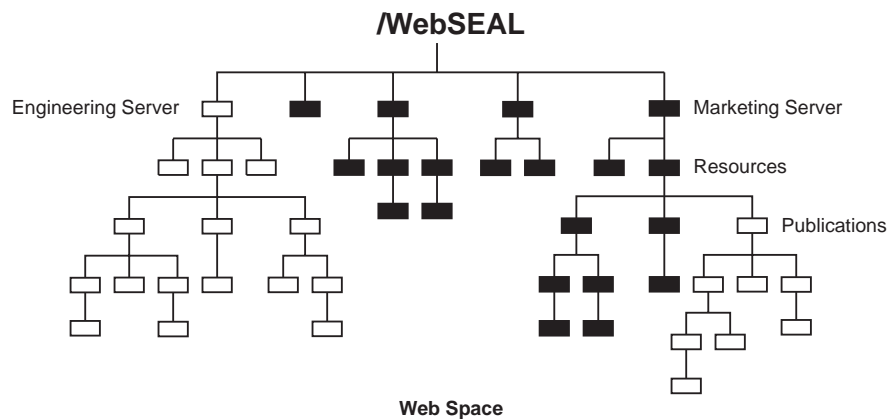 /WebSEAL
Engineering Server
Marketing Server
Resources
Publications
Web Space